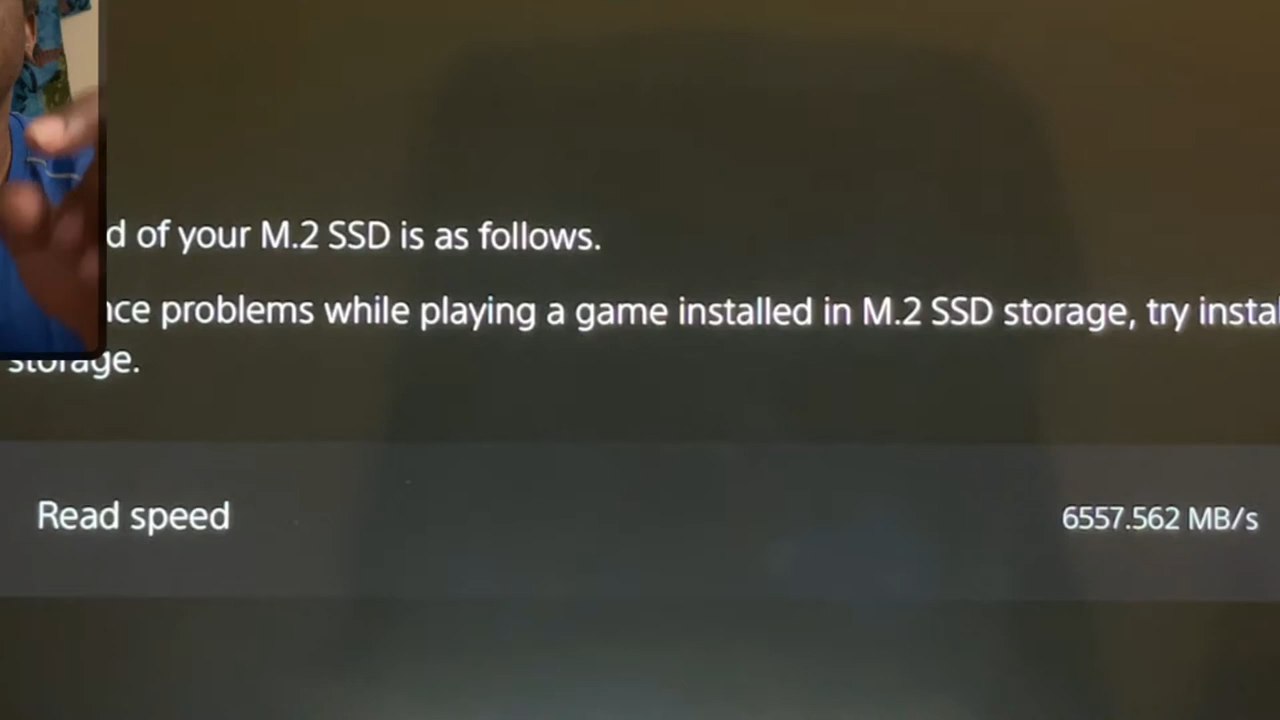 d of your M.2 SSD is as follows.
nce problems while playing a game installed in M.2 SSD storage, try instal
storage.
Read speed 6557.562 MB/s